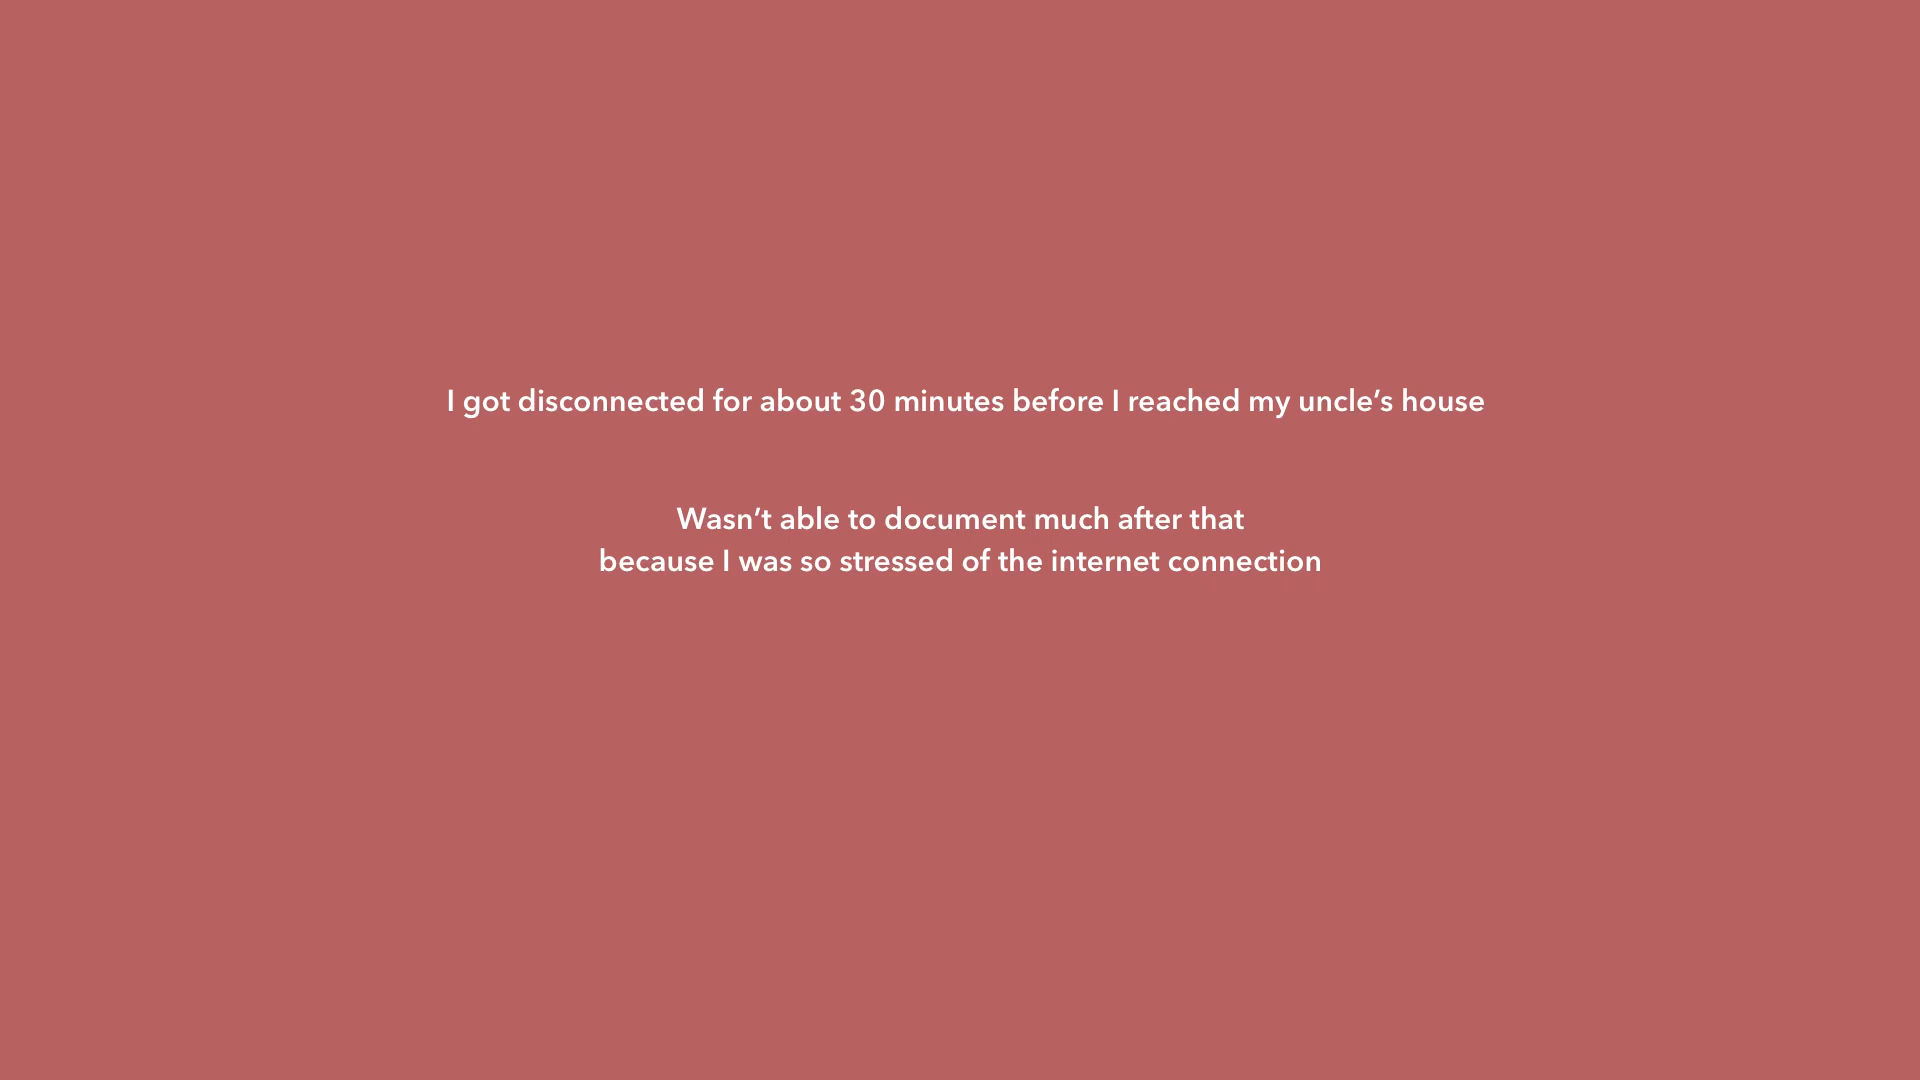 I got disconnected for about 30 minutes before I reached my uncle’s house
Wasn’t able to document much after that
because I was so stressed of the internet connection